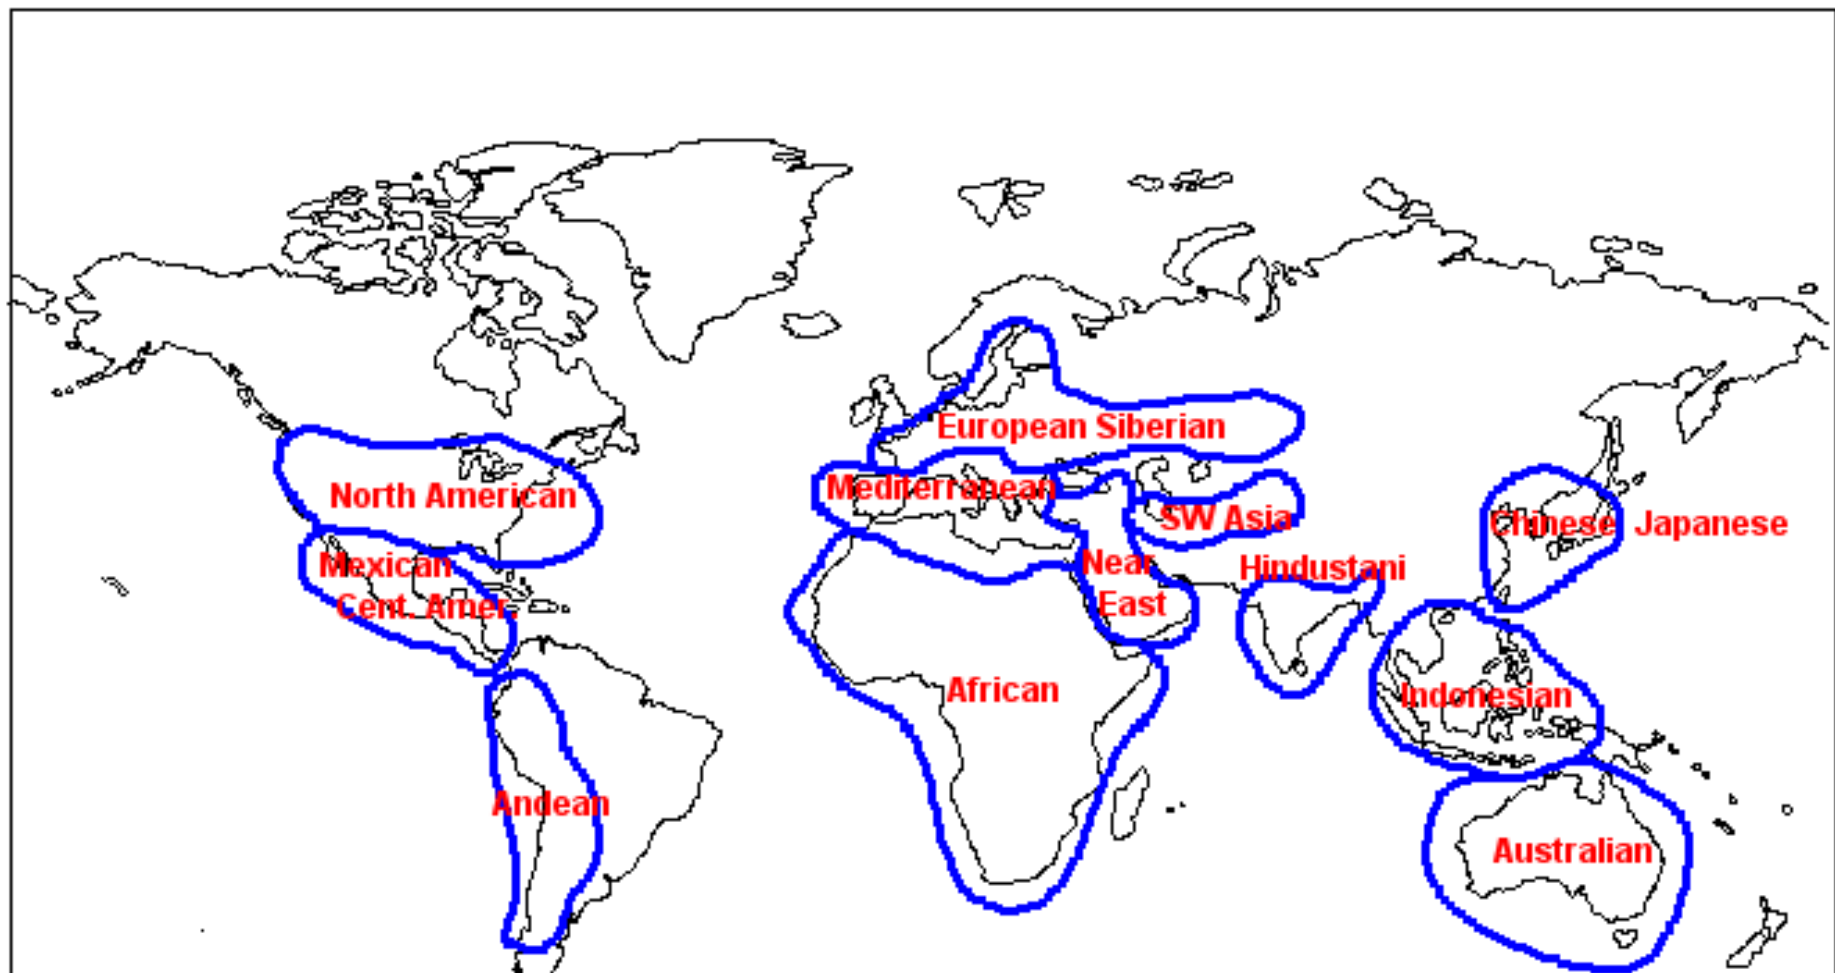 European Siberian
North American
Mediterranean
SW Asia
Chinese Japanese
Mexican
Cent. Amer.
Near
East
Hindustani
African
Indonesian
Andean
Australian